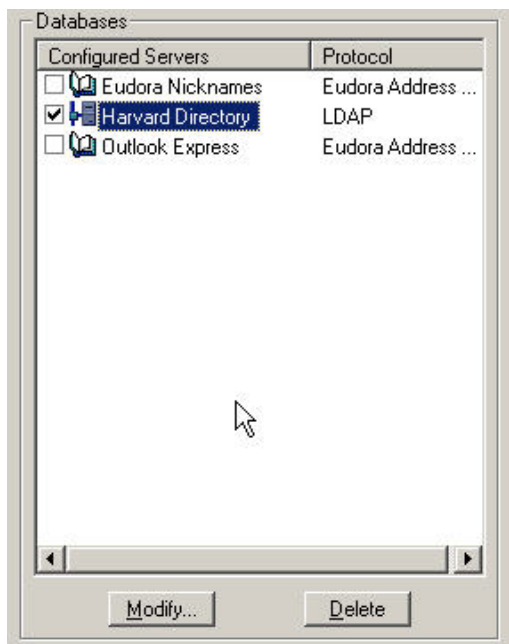 Databases
Configured Servers Protocol
Eudora Nicknames Eudora Address ...
Harvard Directory LDAP
Outlook Express Eudora Address ...
Modify... Delete